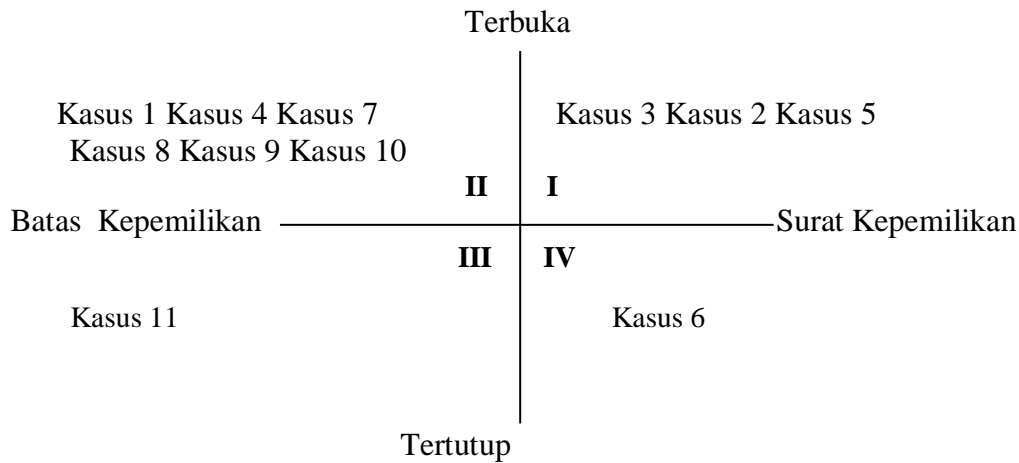 Terbuka
Kasus 1 Kasus 4 Kasus 7
Kasus 3 Kasus 2 Kasus 5
Kasus 8 Kasus 9 Kasus 10
II
I
Batas Kepemilikan
Surat Kepemilikan
III
IV
Kasus 11
Kasus 6
Tertutup